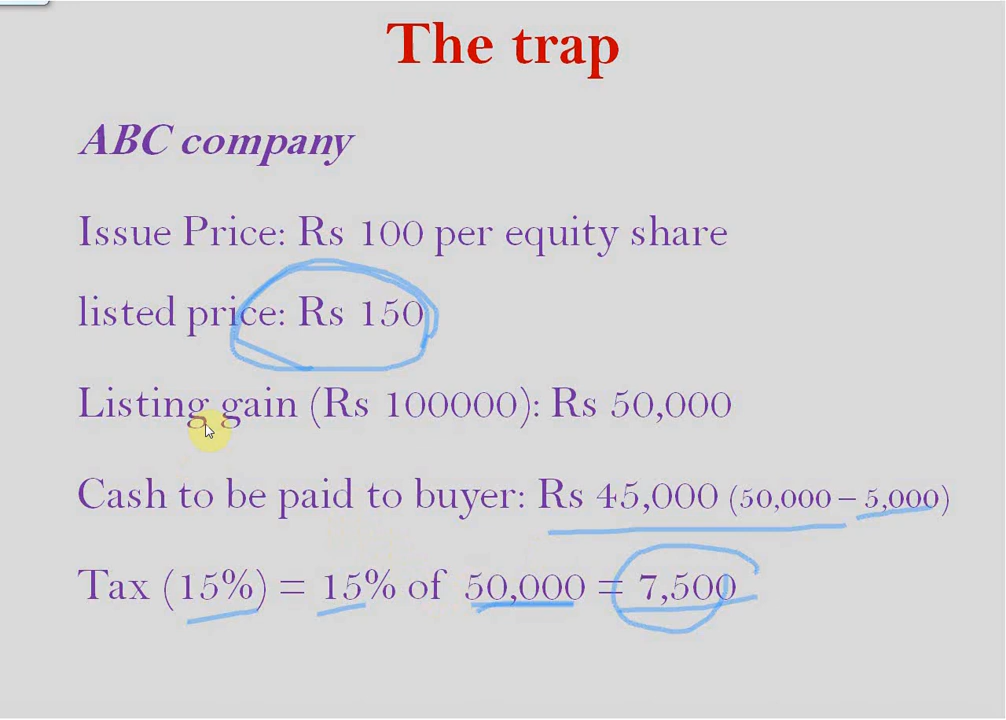 The trap
ABC company
Issue Price: Rs 100 per equity share
listed price: Rs 150
Listing gain (Rs 100000): Rs 50,000
Cash to be paid to buyer: Rs 45,000 (50,000 – 5,000)
Tax (15%) = 15% of 50,000 = 7,500